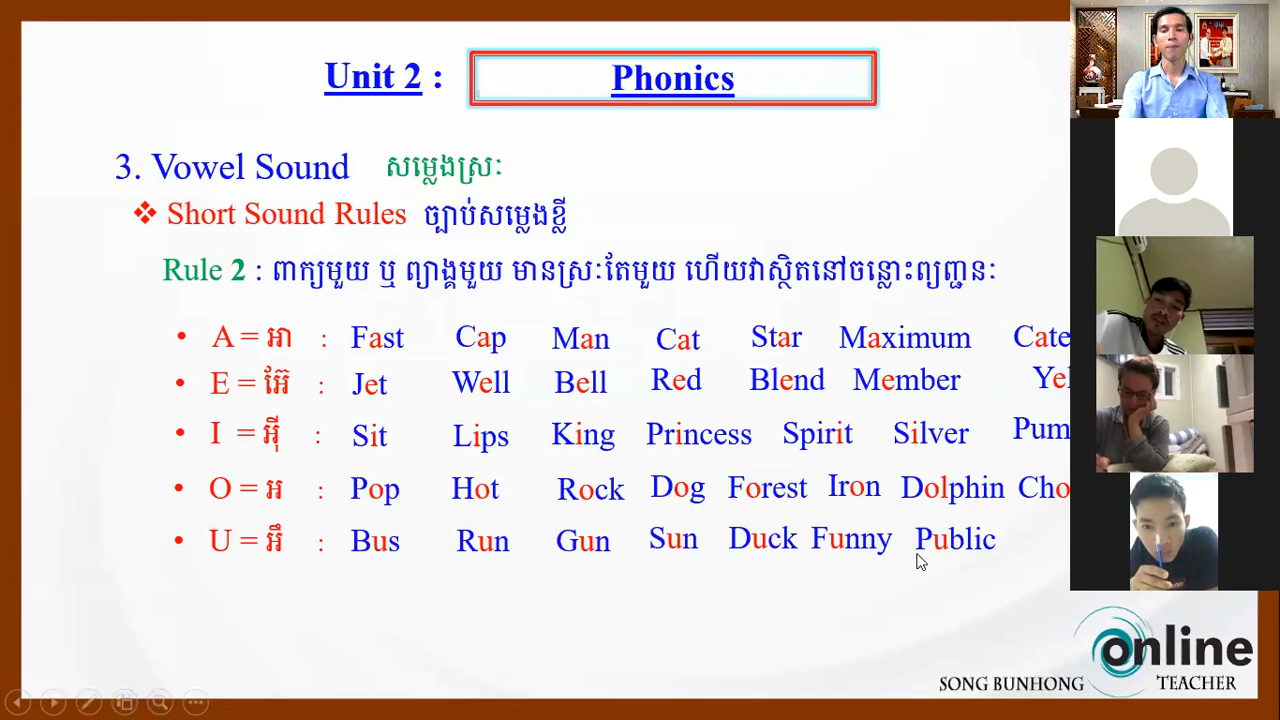 Unit 2 : Phonics
3. Vowel Sound សម្លេងស្រៈ
❖ Short Sound Rules ច្បាប់សម្លេងខ្លី
Rule 2 : ពាក្យមួយ ឬ ព្យាង្គមួយ មានស្រៈតែមួយ ហើយវាស្ថិតនៅចន្លោះព្យញ្ជនៈ
• A = អា : Fast Cap Man Cat Star Maximum Cate
• E = អ៊ែ : Jet Well Bell Red Blend Member Yel
• I = អ៊ី : Sit Lips King Princess Spirit Silver Pum
• O = អ : Pop Hot Rock Dog Forest Iron Dolphin Cho
• U = អឹ : Bus Run Gun Sun Duck Funny Public
online
SONG BUNHONG TEACHER